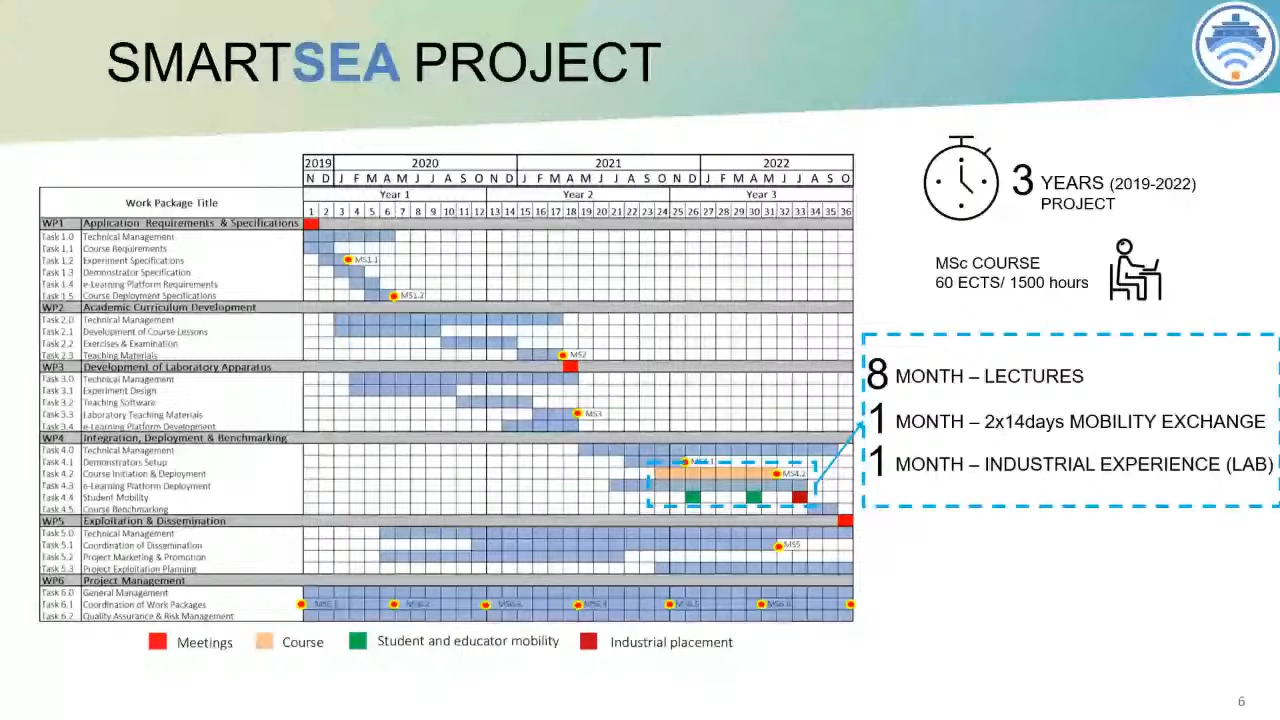 SMARTSEA PROJECT
2019 2020 2021 2022
N D J F M A M J J A S O N D J F M A M J J A S O N D J F M A M J J A S O
Work Package Title
Year 1 Year 2 Year 3
1 2 3 4 5 6 7 8 9 10 11 12 13 14 15 16 17 18 19 20 21 22 23 24 25 26 27 28 29 30 31 32 33 34 35 36
WP1 Application Requirements & Specifications
Task 1.0 Technical Management
Task 1.1 Course Requirements
Task 1.2 Experiment Specifications MS1.1
Task 1.3 Demonstrator Specification
Task 1.4 e-Learning Platform Requirements
Task 1.5 Course Deployment Specifications MS1.2
WP2 Academic Curriculum Development
Task 2.0 Technical Management
Task 2.1 Development of Course Lessons
Task 2.2 Exercises & Examination
Task 2.3 Teaching Materials MS2
WP3 Development of Laboratory Apparatus
Task 3.0 Technical Management
Task 3.1 Experiment Design
Task 3.2 Teaching Software
Task 3.3 Laboratory Teaching Materials MS3
Task 3.4 e-Learning Platform Development
WP4 Integration, Deployment & Benchmarking
Task 4.0 Technical Management
Task 4.1 Demonstrators Setup
Task 4.2 Course Initiation & Deployment MS4.2
Task 4.3 e-Learning Platform Deployment
Task 4.4 Student Mobility
Task 4.5 Course Benchmarking
WP5 Exploitation & Dissemination
Task 5.0 Technical Management
Task 5.1 Coordination of Dissemination MS5
Task 5.2 Project Marketing & Promotion
Task 5.3 Project Exploitation Planning
WP6 Project Management
Task 6.0 General Management
Task 6.1 Coordination of Work Packages
Task 6.2 Quality Assurance & Risk Management
Meetings Course Student and educator mobility Industrial placement
3 YEARS (2019-2022)
PROJECT
MSc COURSE
60 ECTS/ 1500 hours
8 MONTH – LECTURES
1 MONTH – 2x14days MOBILITY EXCHANGE
1 MONTH – INDUSTRIAL EXPERIENCE (LAB)
6